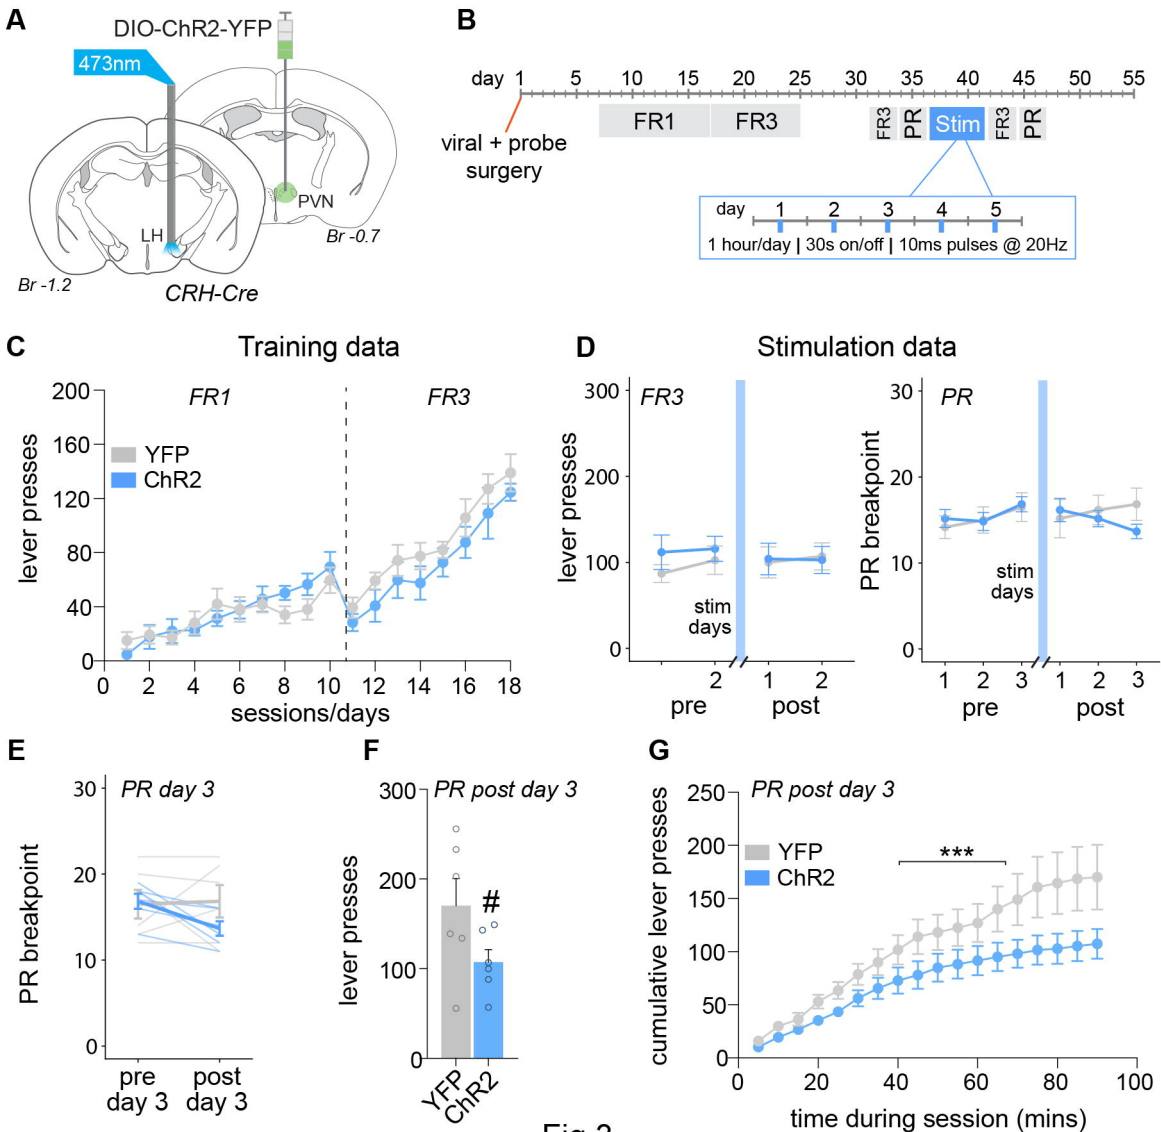 A
DIO-ChR2-YFP
473nm
PVN
LH
Br -0.7
Br -1.2
CRH-Cre
B
day 1 5 10 15 20 25 30 35 40 45 50 55
FR1 FR3 FR3 PR Stim FR3 PR
viral + probe
surgery
day 1 2 3 4 5
1 hour/day | 30s on/off | 10ms pulses @ 20Hz
C
Training data
FR1 FR3
YFP
ChR2
lever presses
200
160
120
80
40
0
0 2 4 6 8 10 12 14 16 18
sessions/days
D
Stimulation data
FR3
lever presses
300
200
100
0
stim
days
2 1 2
pre post
PR
PR breakpoint
30
20
10
0
stim
days
1 2 3 1 2 3
pre post
E
PR day 3
PR breakpoint
30
20
10
0
pre post
day 3 day 3
F
PR post day 3
lever presses
300
200
100
0
#
YFP
ChR2
G
PR post day 3
YFP
ChR2
***
cumulative lever presses
250
200
150
100
50
0
0 20 40 60 80 100
time during session (mins)